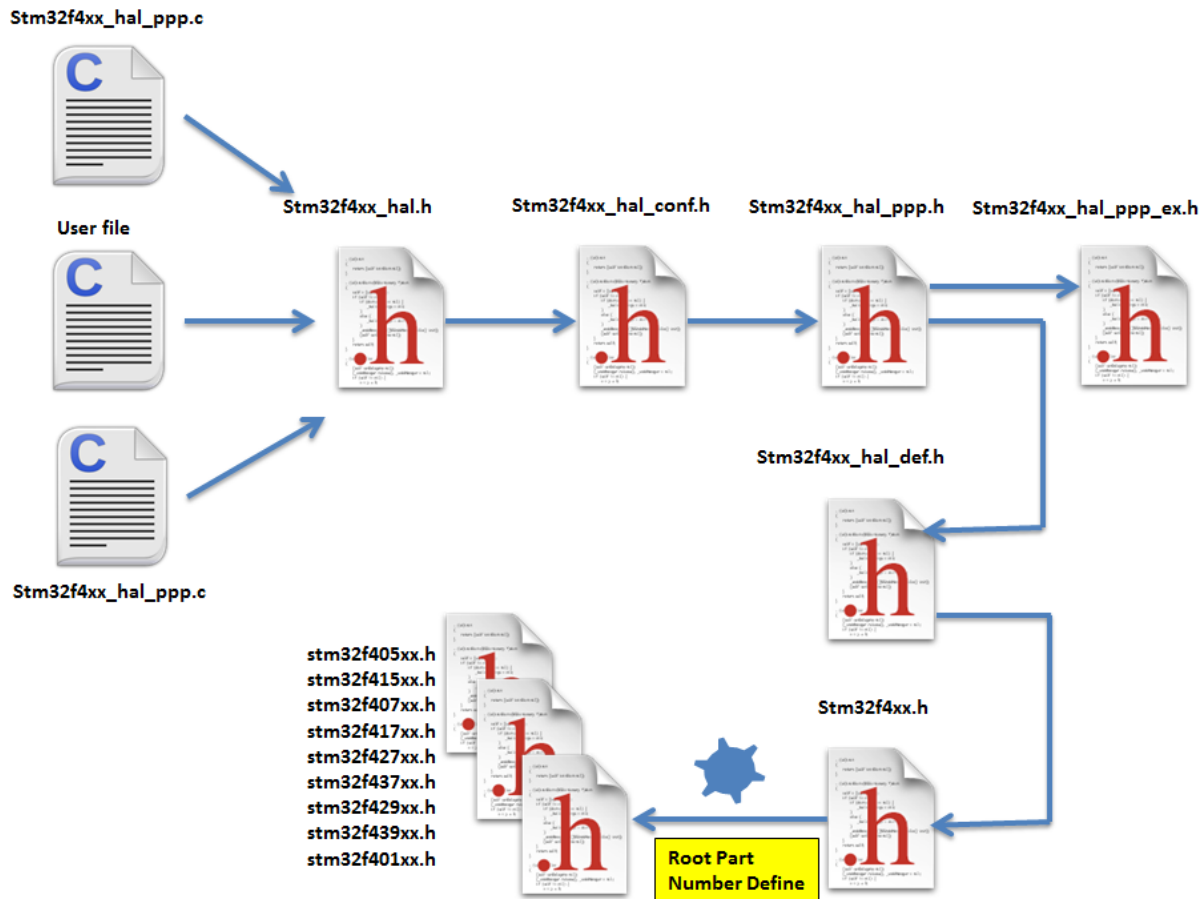 Stm32f4xx_hal_ppp.c
C
User file
C
Stm32f4xx_hal.h
.h
Stm32f4xx_hal_conf.h
.h
Stm32f4xx_hal_ppp.h
.h
Stm32f4xx_hal_ppp_ex.h
.h
C
Stm32f4xx_hal_ppp.c
Stm32f4xx_hal_def.h
.h
stm32f405xx.h
stm32f415xx.h
stm32f407xx.h
stm32f417xx.h
stm32f427xx.h
stm32f437xx.h
stm32f429xx.h
stm32f439xx.h
stm32f401xx.h
.h
.h
.h
Stm32f4xx.h
.h
Root Part
Number Define